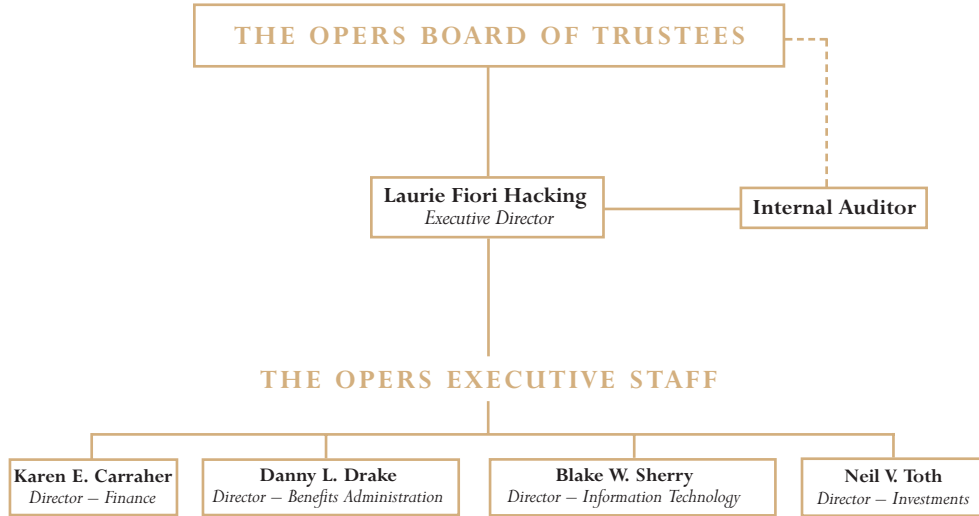 THE OPERS BOARD OF TRUSTEES
Laurie Fiori Hacking
Executive Director
Internal Auditor
THE OPERS EXECUTIVE STAFF
Karen E. Carraher
Director – Finance
Danny L. Drake
Director – Benefits Administration
Blake W. Sherry
Director – Information Technology
Neil V. Toth
Director – Investments